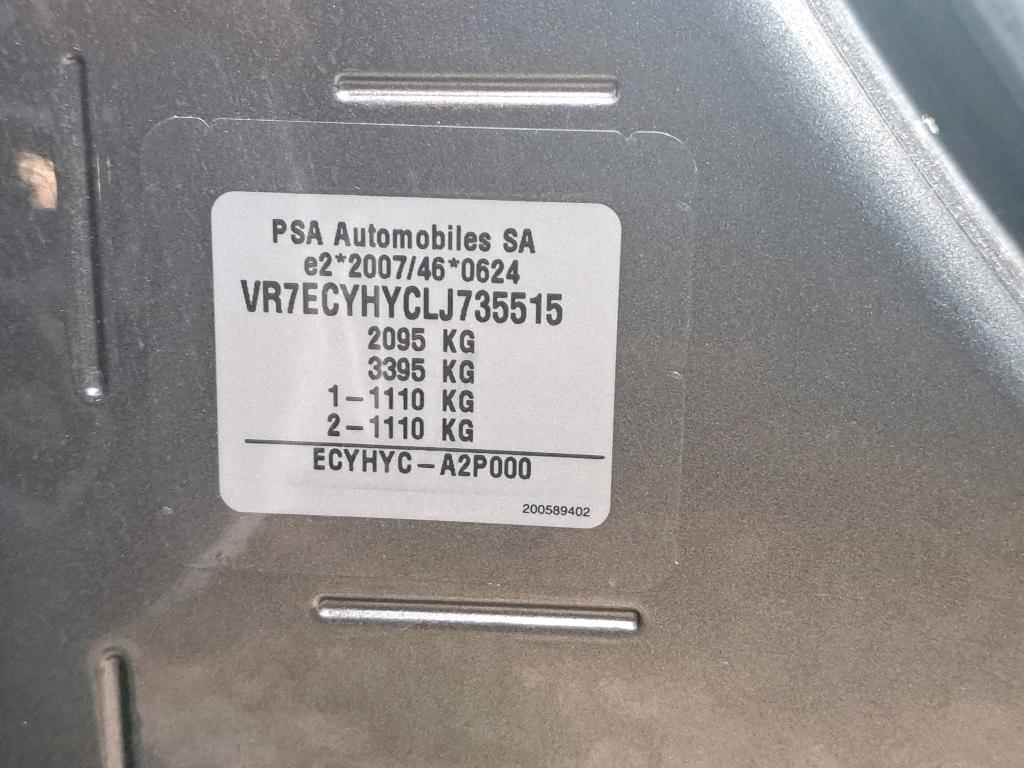 PSA Automobiles SA
e2*2007/46*0624
VR7ECYHYCLJ735515
2095 KG
3395 KG
1-1110 KG
2-1110 KG
ECYHYC-A2P000
200589402